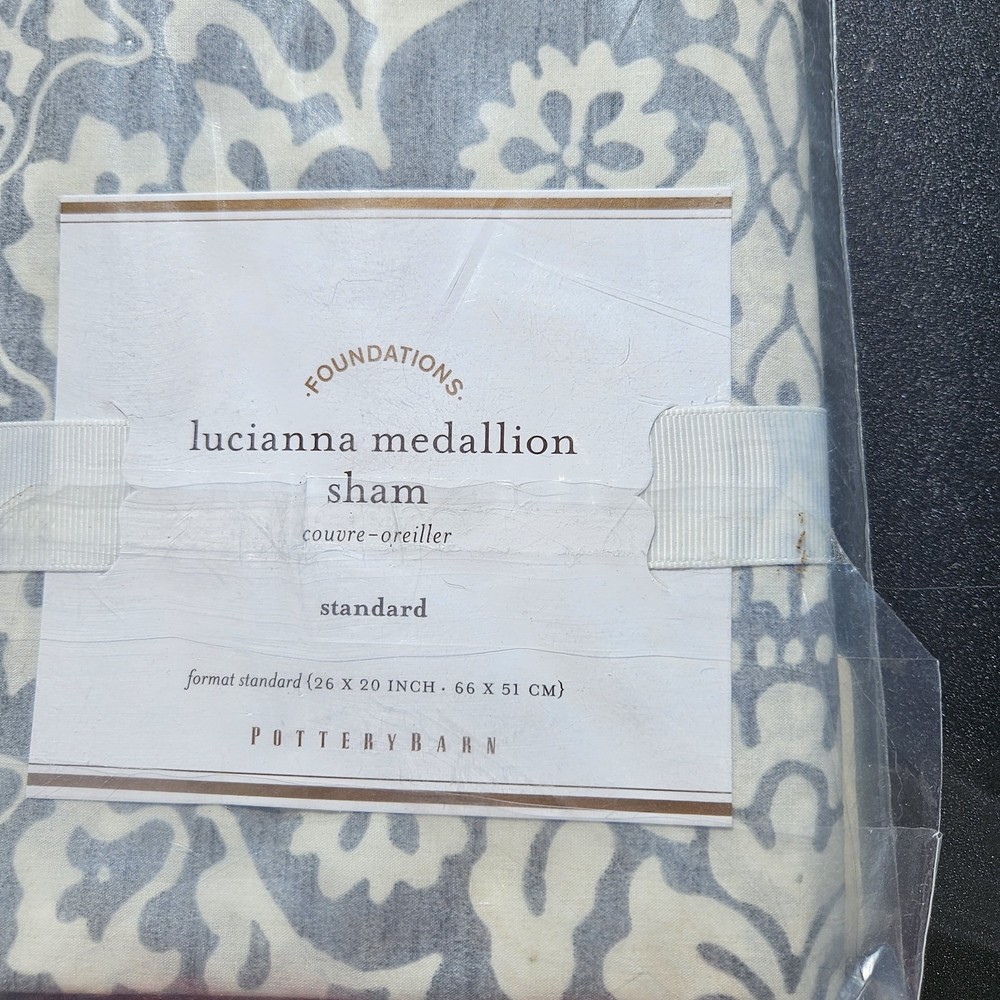 ·FOUNDATIONS·
lucianna medallion
sham
couvre-oreiller
standard
format standard {26 X 20 INCH · 66 X 51 CM}
POTTERYBARN